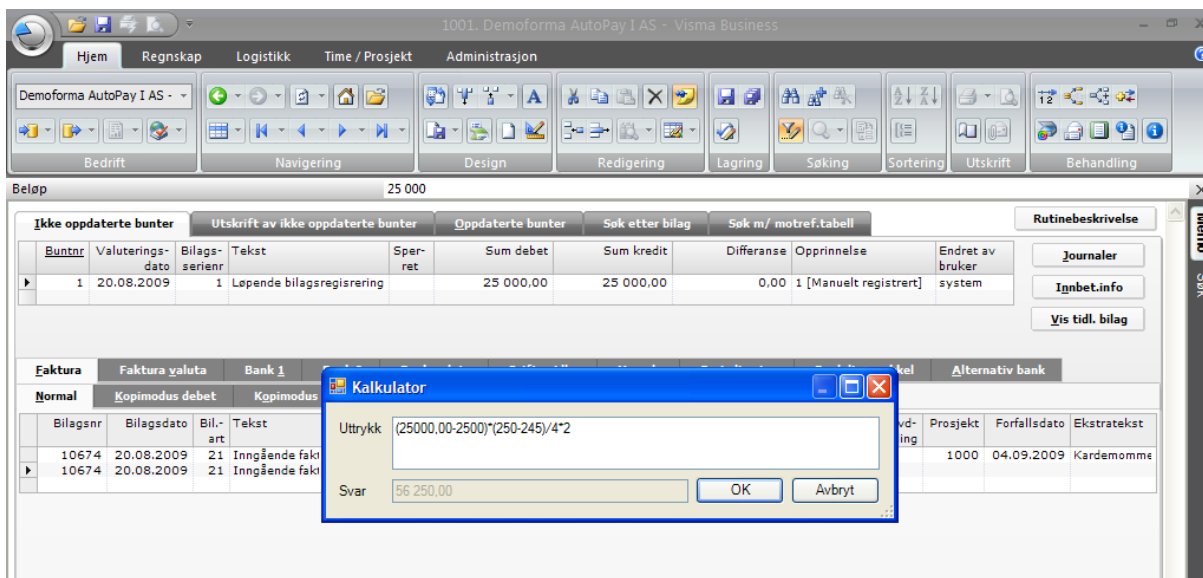 1001. Demoforma AutoPay I AS - Visma Business
Hjem Regnskap Logistikk Time / Prosjekt Administrasjon
Demoforma AutoPay I AS -
Bedrift Navigering Design Redigering Lagring Søking Sortering Utskrift Behandling
Beløp 25 000
Ikke oppdaterte bunter Utskrift av ikke oppdaterte bunter Oppdaterte bunter Søk etter bilag Søk m/ motref.tabell Rutinebeskrivelse
Buntnr Valuterings- Bilags- Tekst Sper- Sum debet Sum kredit Differanse Opprinnelse Endret av
dato serienr ret bruker
1 20.08.2009 1 Løpende bilagsregisrering 25 000,00 25 000,00 0,00 1 [Manuelt registrert] system
Journaler
Innbet.info
Vis tidl. bilag
Søk
Faktura Faktura valuta Bank 1 Alternativ bank
Normal Kopimodus debet Kopimodus
Bilagsnr Bilagsdato Bil.- Tekst Prosjekt Forfallsdato Ekstratekst
art
10674 20.08.2009 21 Inngående fakt 1000 04.09.2009 Kardemomme
10674 20.08.2009 21 Inngående fakt
Kalkulator
Uttrykk (25000,00-2500)*(250-245)/4*2
Svar 56 250,00 OK Avbryt